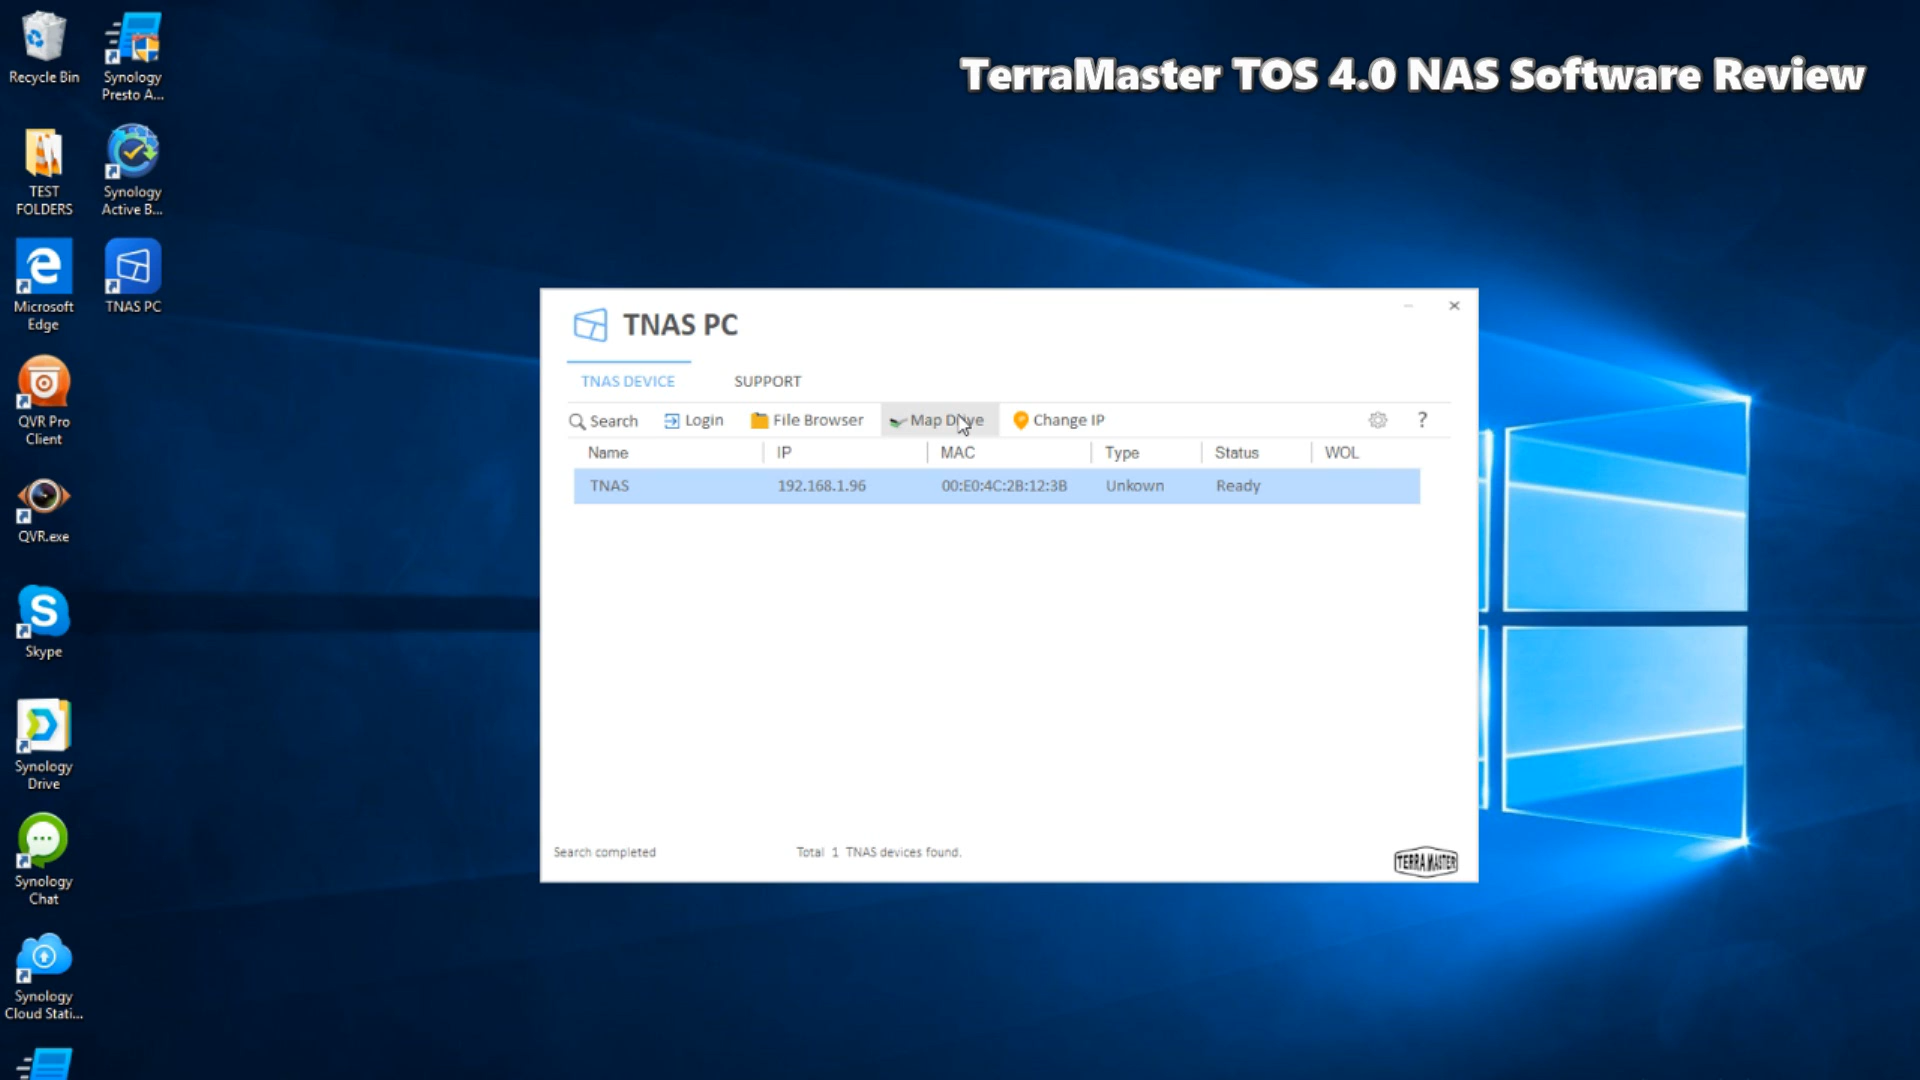 TerraMaster TOS 4.0 NAS Software Review
Recycle Bin
Synology
Presto A...
TEST
FOLDERS
Synology
Active B...
Microsoft
Edge
TNAS PC
QVR Pro
Client
QVR.exe
Skype
Synology
Drive
Synology
Chat
Synology
Cloud Stati...
TNAS PC
TNAS DEVICE SUPPORT
Search Login File Browser Map Drive Change IP ?
Name IP MAC Type Status WOL
TNAS 192.168.1.96 00:E0:4C:2B:12:3B Unkown Ready
Search completed Total 1 TNAS devices found.
TERRAMASTER